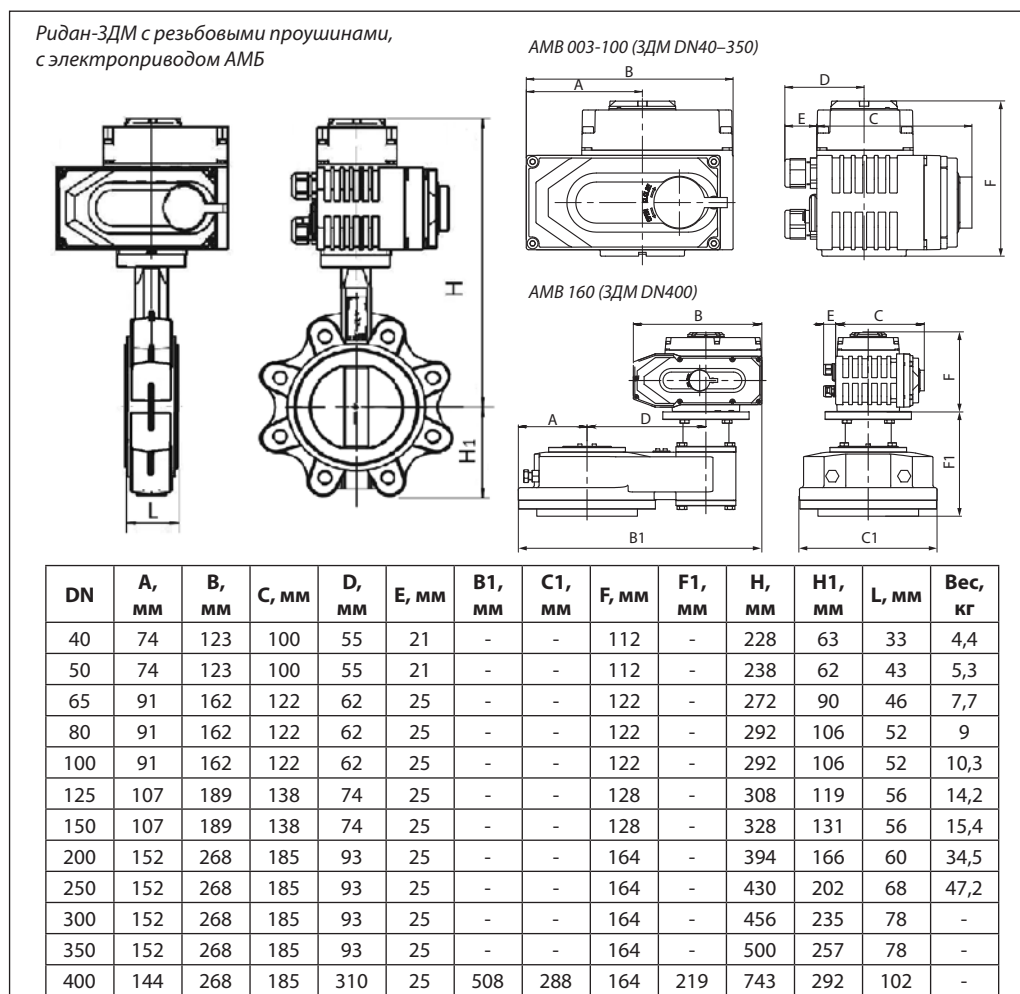 Ридан-ЗДМ с резьбовыми проушинами,
с электроприводом АМБ
АМВ 003-100 (ЗДМ DN40–350)
B
A
D
E
C
F
H
H1
L
АМВ 160 (ЗДМ DN400)
B
E
C
F
A
D
F1
B1
C1
DN A, мм B, мм C, мм D, мм E, мм B1, мм C1, мм F, мм F1, мм H, мм H1, мм L, мм Вес, кг
40 74 123 100 55 21 - - 112 - 228 63 33 4,4
50 74 123 100 55 21 - - 112 - 238 62 43 5,3
65 91 162 122 62 25 - - 122 - 272 90 46 7,7
80 91 162 122 62 25 - - 122 - 292 106 52 9
100 91 162 122 62 25 - - 122 - 292 106 52 10,3
125 107 189 138 74 25 - - 128 - 308 119 56 14,2
150 107 189 138 74 25 - - 128 - 328 131 56 15,4
200 152 268 185 93 25 - - 164 - 394 166 60 34,5
250 152 268 185 93 25 - - 164 - 430 202 68 47,2
300 152 268 185 93 25 - - 164 - 456 235 78 -
350 152 268 185 93 25 - - 164 - 500 257 78 -
400 144 268 185 310 25 508 288 164 219 743 292 102 -